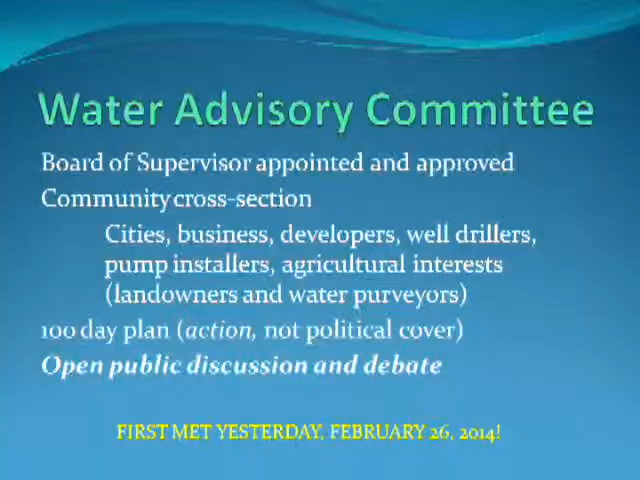 Water Advisory Committee
Board of Supervisor appointed and approved
Community cross-section
Cities, business, developers, well drillers,
pump installers, agricultural interests
(landowners and water purveyors)
100 day plan (action, not political cover)
Open public discussion and debate
FIRST MET YESTERDAY, FEBRUARY 26, 2014!